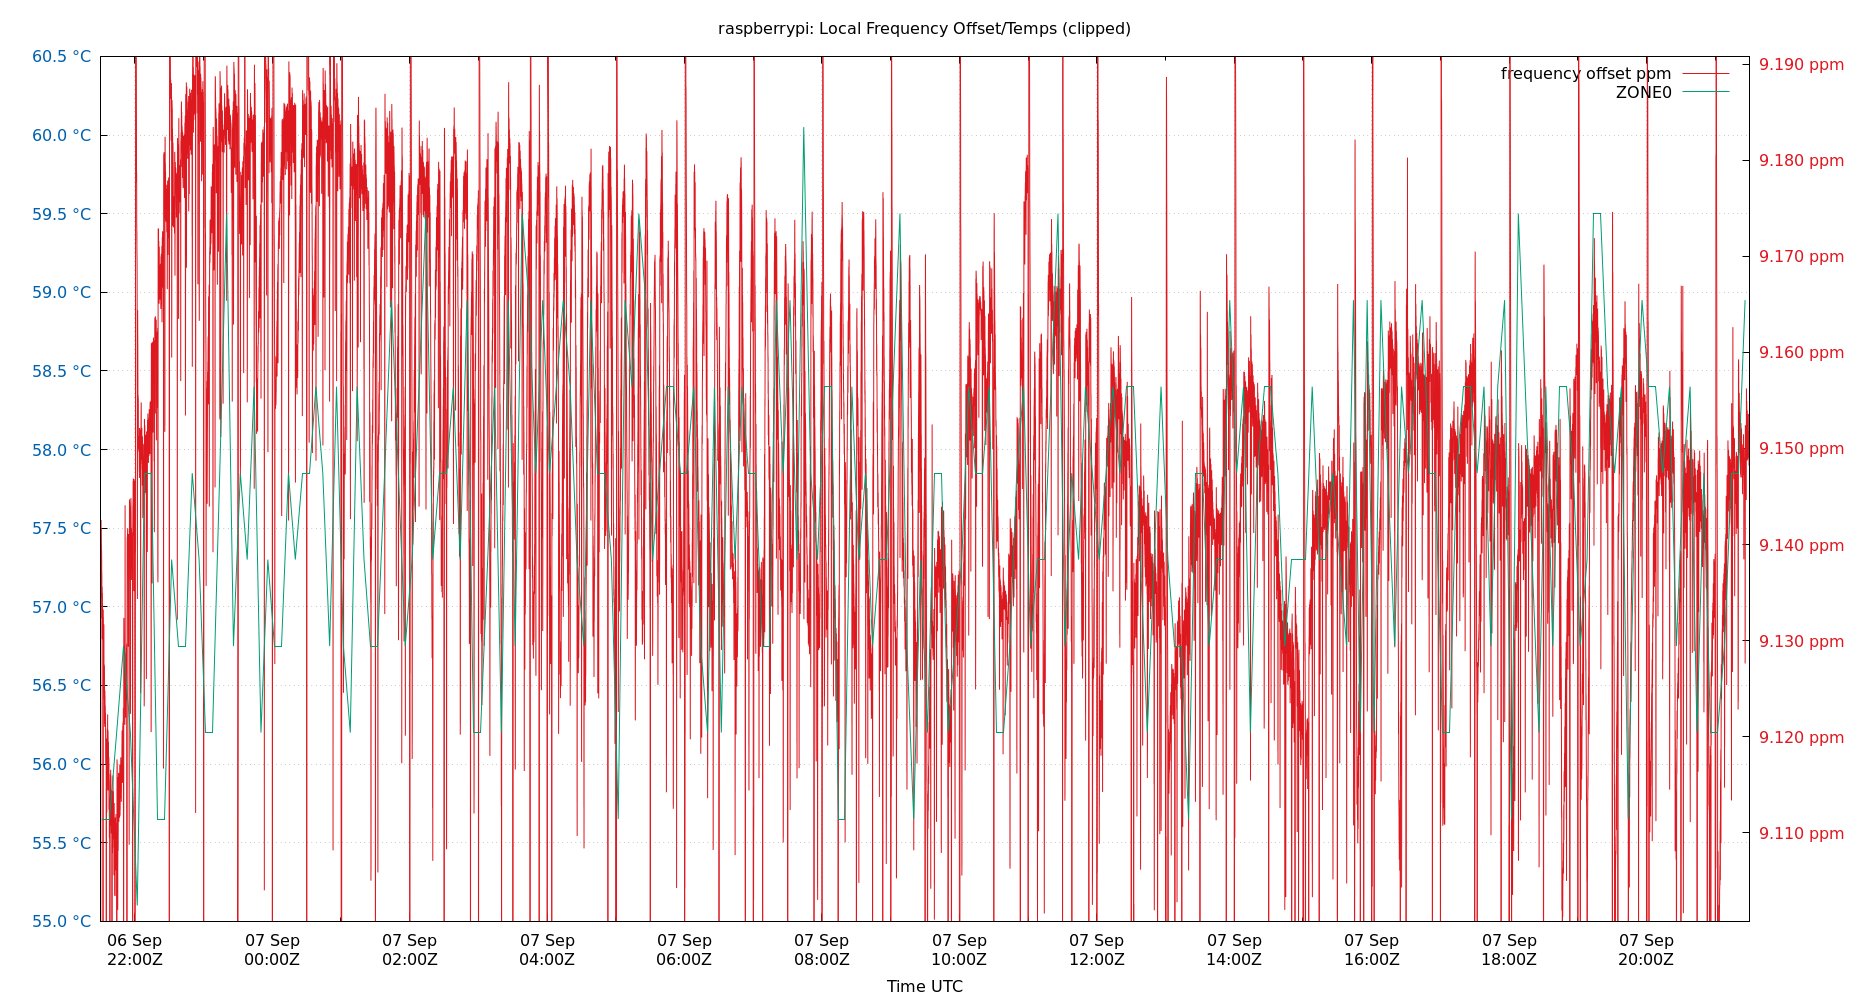 raspberrypi: Local Frequency Offset/Temps (clipped)
frequency offset ppm
ZONE0
60.5 °C
60.0 °C
59.5 °C
59.0 °C
58.5 °C
58.0 °C
57.5 °C
57.0 °C
56.5 °C
56.0 °C
55.5 °C
55.0 °C
9.190 ppm
9.180 ppm
9.170 ppm
9.160 ppm
9.150 ppm
9.140 ppm
9.130 ppm
9.120 ppm
9.110 ppm
06 Sep 07 Sep 07 Sep 07 Sep 07 Sep 07 Sep 07 Sep 07 Sep 07 Sep 07 Sep 07 Sep 07 Sep
22:00Z 00:00Z 02:00Z 04:00Z 06:00Z 08:00Z 10:00Z 12:00Z 14:00Z 16:00Z 18:00Z 20:00Z
Time UTC